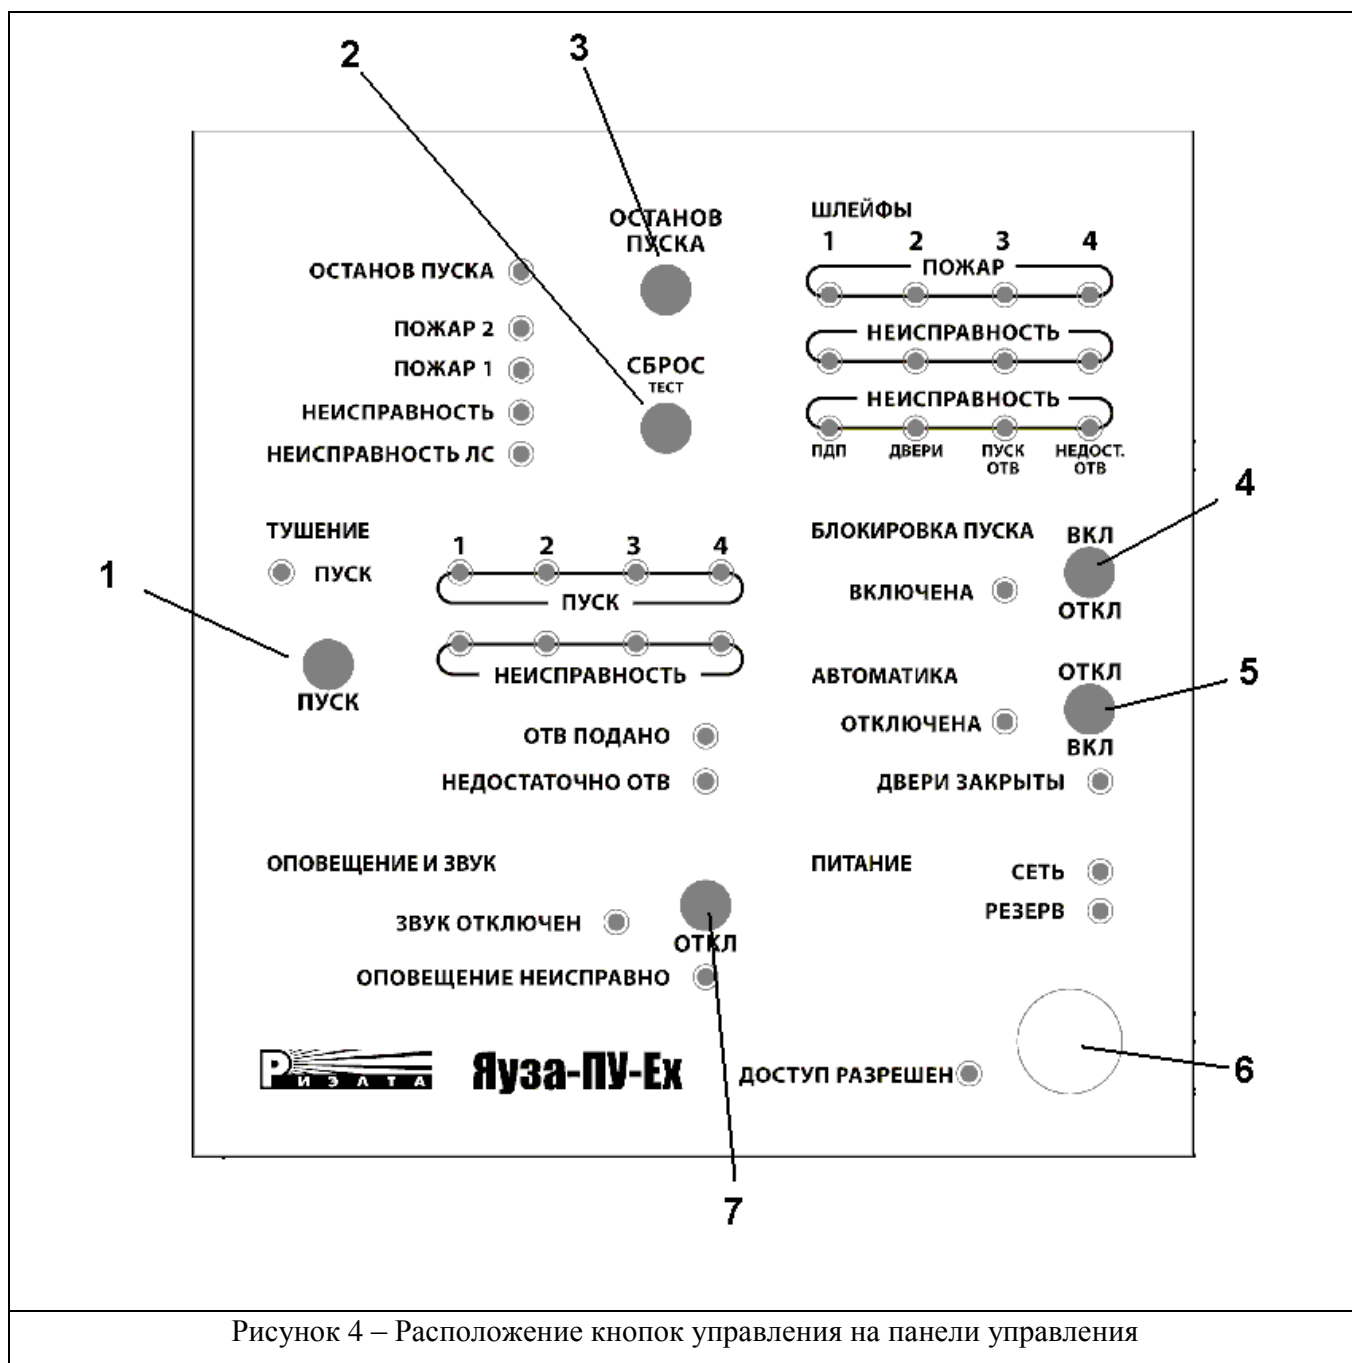 2
3
ОСТАНОВ
ПУСКА
ОСТАНОВ ПУСКА
ПОЖАР 2
ПОЖАР 1
НЕИСПРАВНОСТЬ
НЕИСПРАВНОСТЬ ЛС
СБРОС
ТЕСТ
ШЛЕЙФЫ
1 2 3 4
ПОЖАР
НЕИСПРАВНОСТЬ
НЕИСПРАВНОСТЬ
ПДП ДВЕРИ ПУСК НЕДОСТ.
ОТВ ОТВ
4
ТУШЕНИЕ
ПУСК
1
ПУСК
1 2 3 4
ПУСК
НЕИСПРАВНОСТЬ
ОТВ ПОДАНО
НЕДОСТАТОЧНО ОТВ
БЛОКИРОВКА ПУСКА
ВКЛ
ВКЛЮЧЕНА
ОТКЛ
АВТОМАТИКА
ОТКЛ
5
ОТКЛЮЧЕНА
ВКЛ
ДВЕРИ ЗАКРЫТЫ
ОПОВЕЩЕНИЕ И ЗВУК
ЗВУК ОТКЛЮЧЕН
ОТКЛ
ОПОВЕЩЕНИЕ НЕИСПРАВНО
ПИТАНИЕ
СЕТЬ
РЕЗЕРВ
РИЭЛТА
Яуза-ПУ-Ех
ДОСТУП РАЗРЕШЕН
6
7
Рисунок 4 – Расположение кнопок управления на панели управления